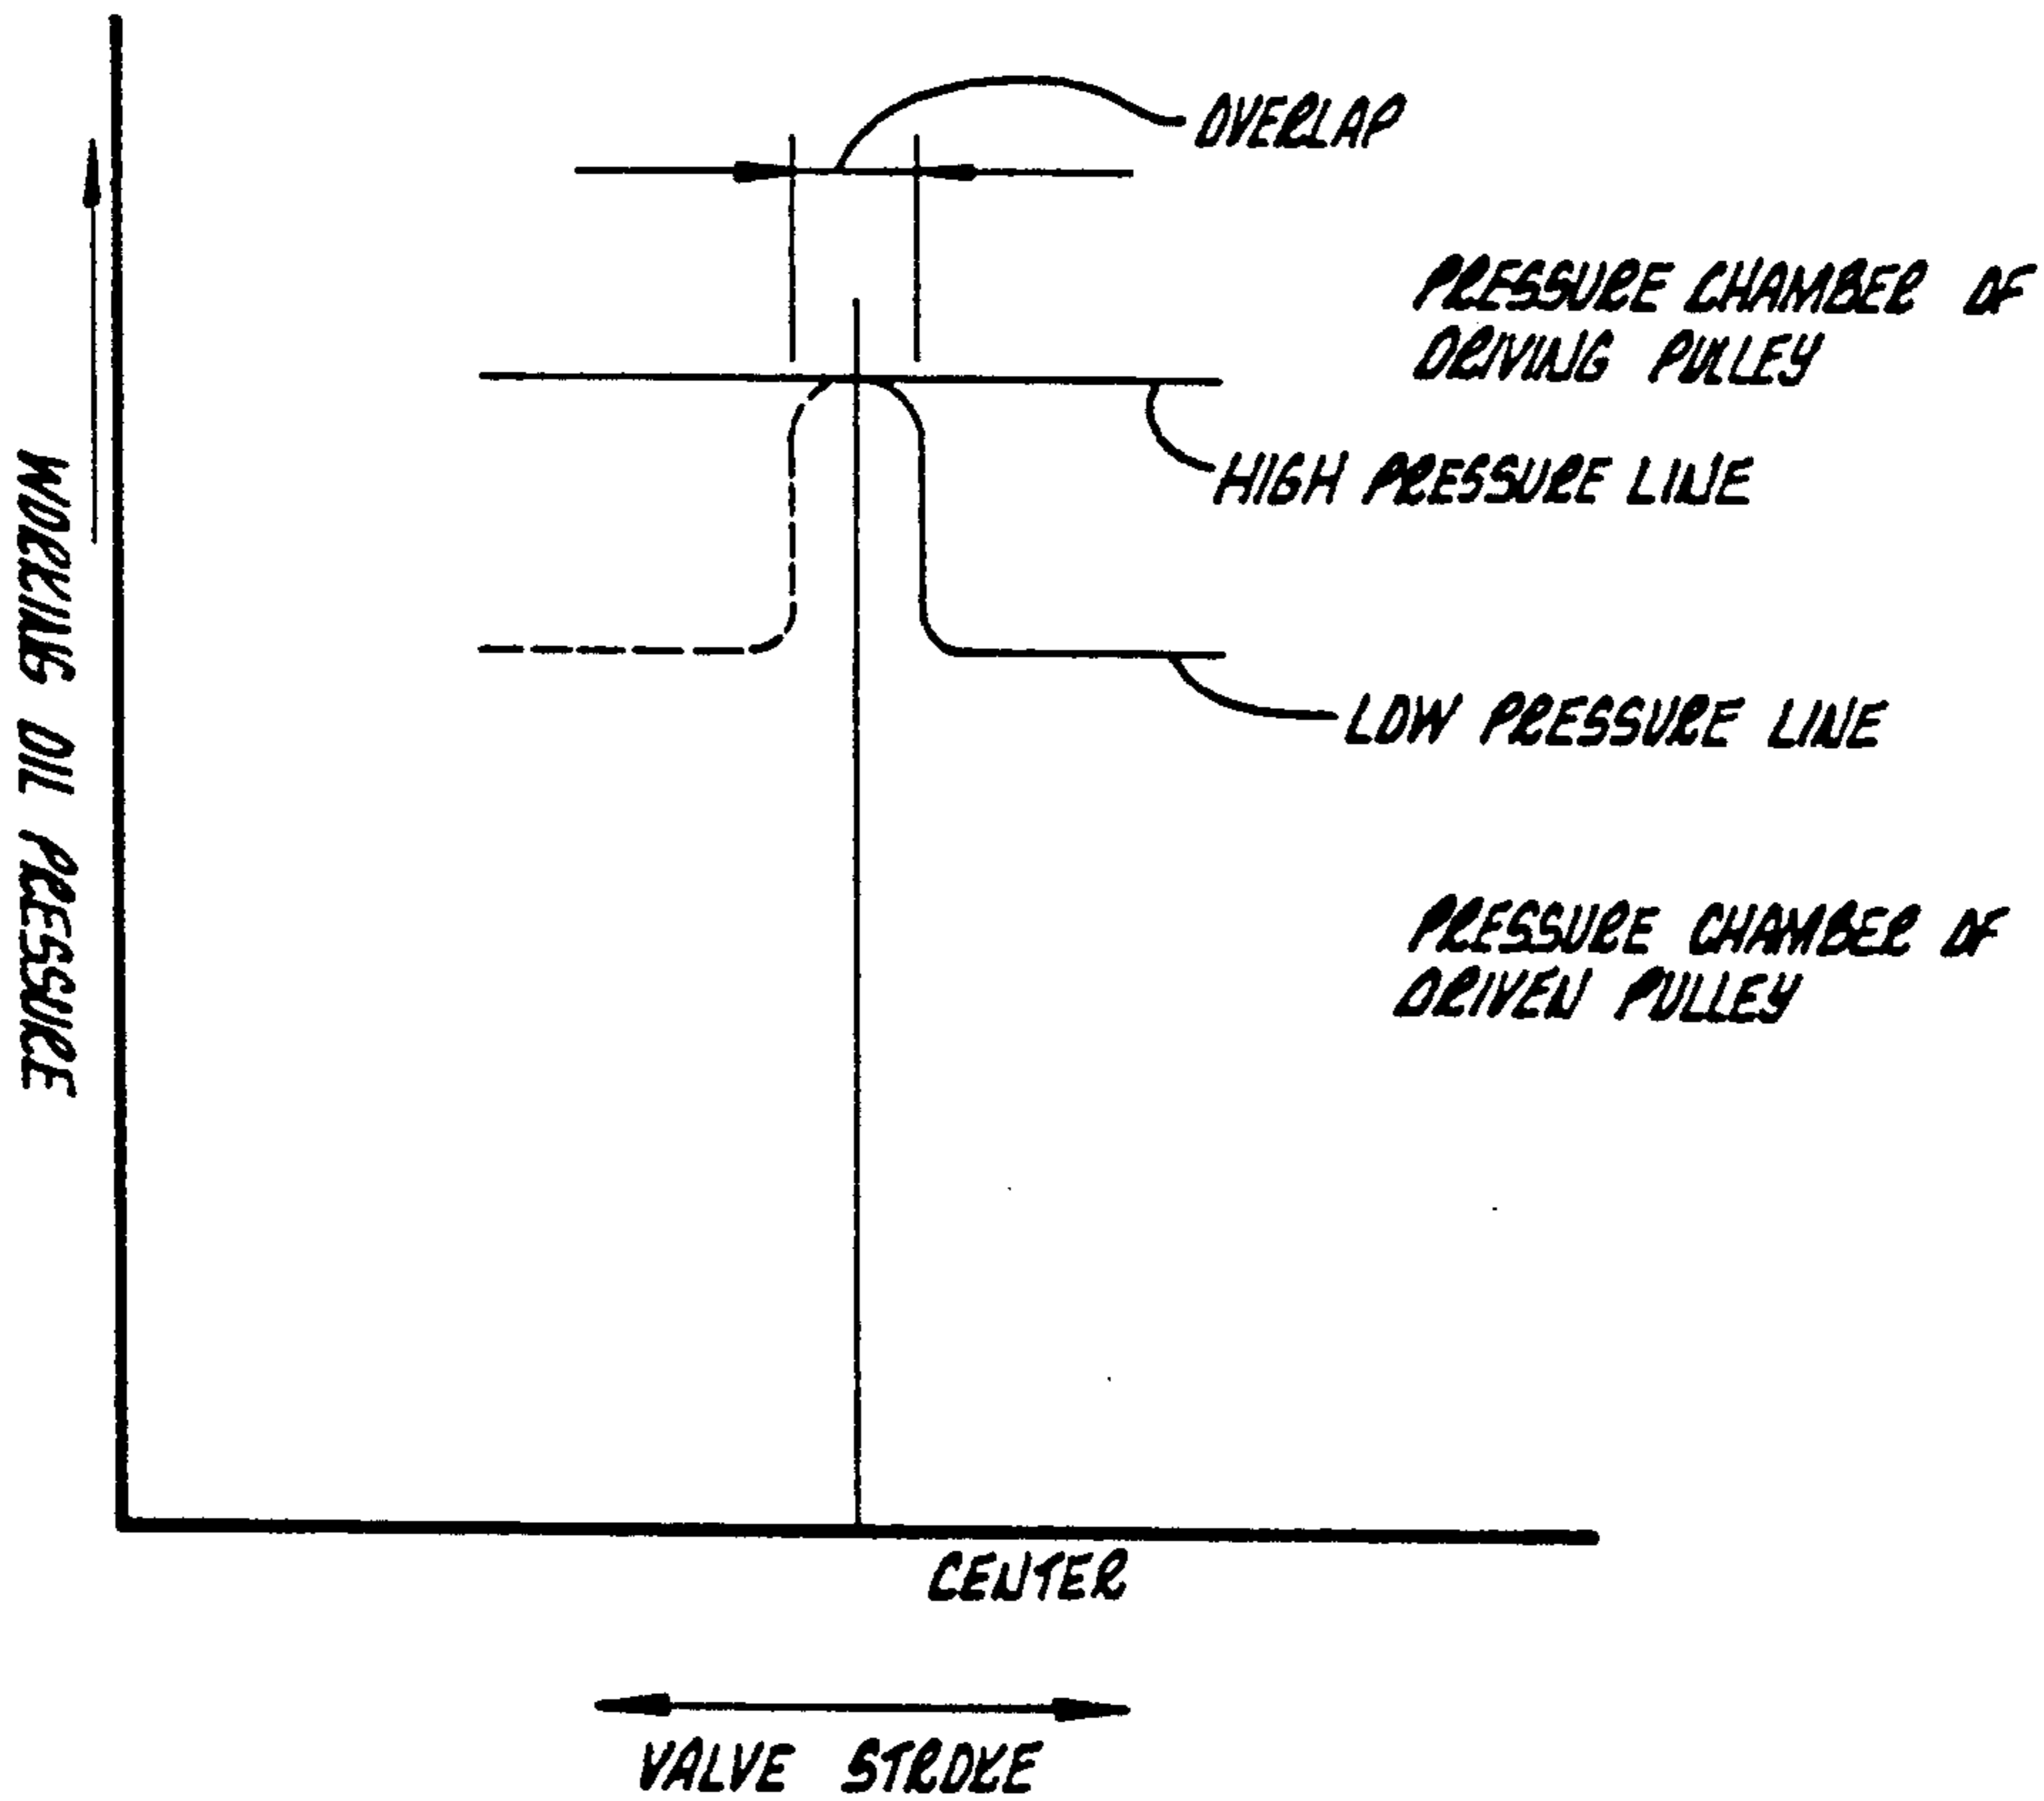 OVERLAP
PRESSURE CHAMBER OF
DRIVING PULLEY
HIGH PRESSURE LINE
LOW PRESSURE LINE
WORKING OIL PRESSURE
PRESSURE CHAMBER OF
DRIVEN PULLEY
CENTER
VALVE STROKE